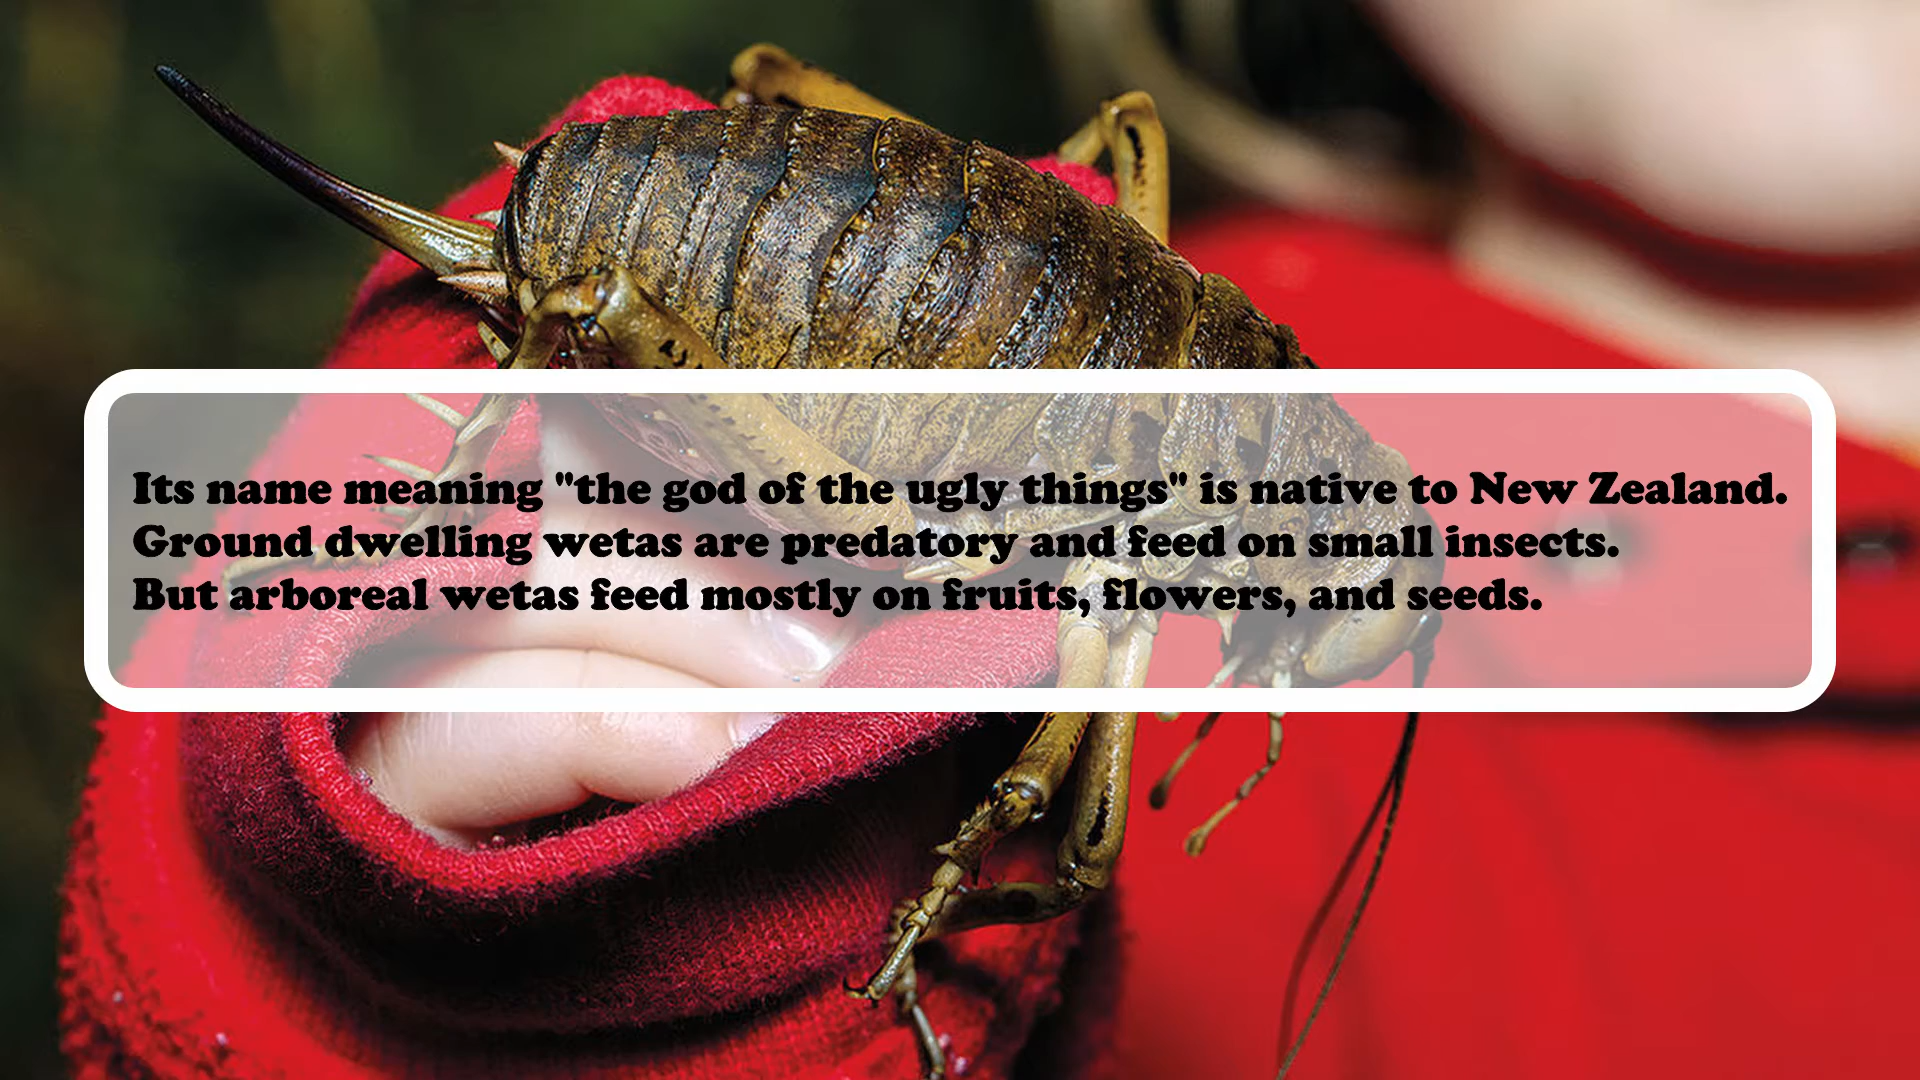 Its name meaning "the god of the ugly things" is native to New Zealand.
Ground dwelling wetas are predatory and feed on small insects.
But arboreal wetas feed mostly on fruits, flowers, and seeds.